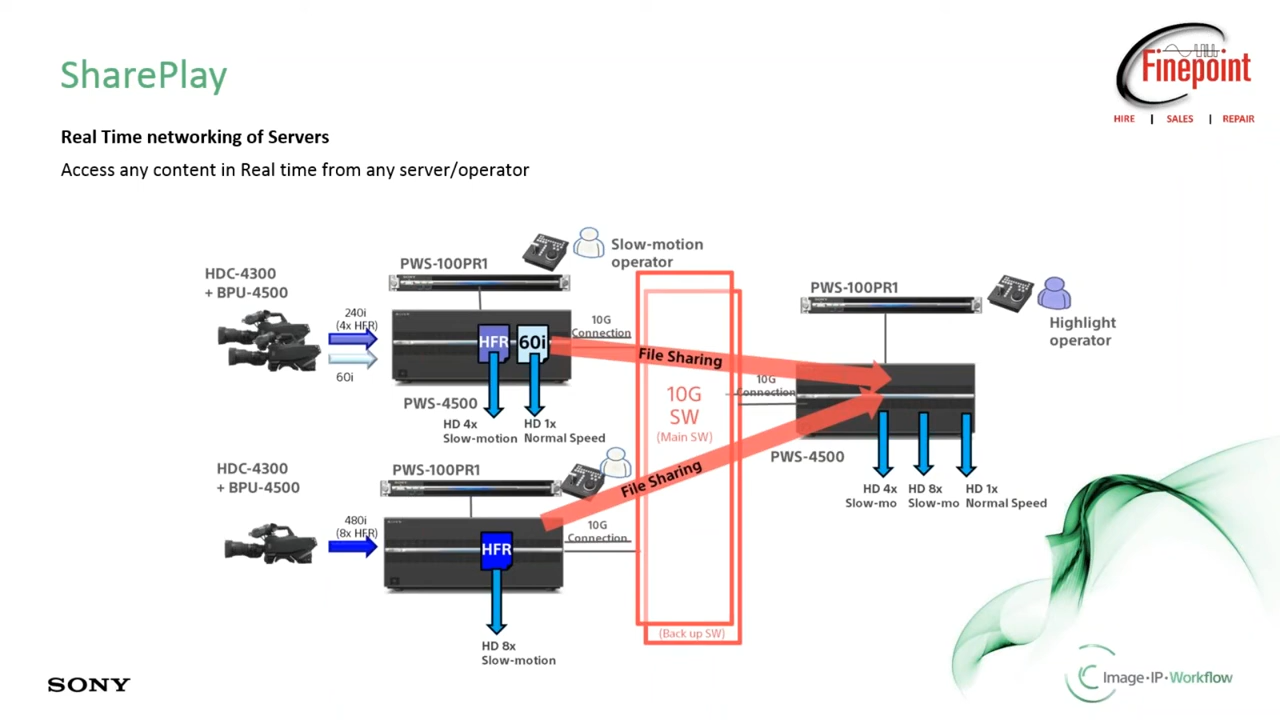 SharePlay
Finepoint
HIRE | SALES | REPAIR
Real Time networking of Servers
Access any content in Real time from any server/operator
HDC-4300
+ BPU-4500
240i
(4x HFR)
60i
PWS-100PR1
Slow-motion
operator
HFR
60i
10G
Connection
PWS-4500
HD 4x
Slow-motion
HD 1x
Normal Speed
File Sharing
10G
SW
(Main SW)
10G
Connection
PWS-100PR1
Highlight
operator
PWS-4500
HD 4x
Slow-mo
HD 8x
Slow-mo
HD 1x
Normal Speed
HDC-4300
+ BPU-4500
480i
(8x HFR)
PWS-100PR1
HFR
File Sharing
10G
Connection
HD 8x
Slow-motion
(Back up SW)
SONY
Image·IP·Workflow